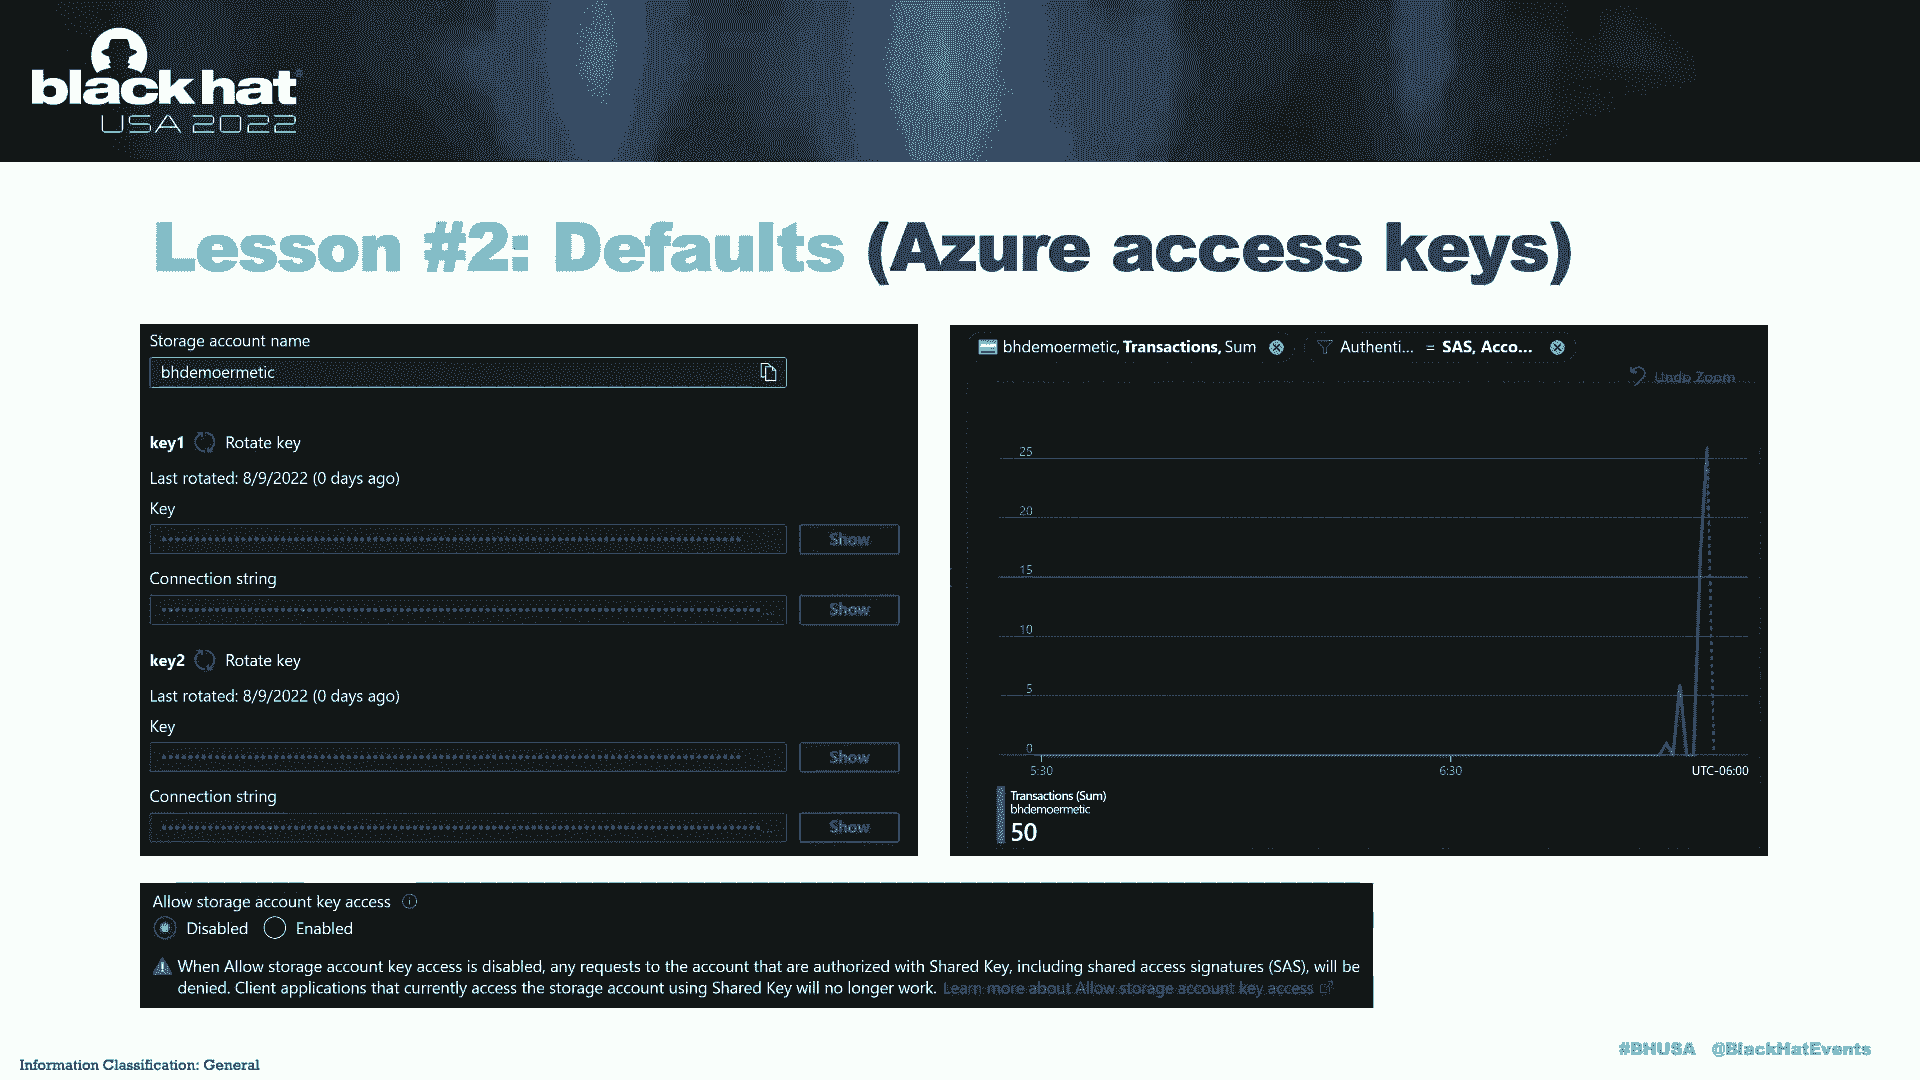 black hat
USA 2022
Lesson #2: Defaults (Azure access keys)
Storage account name
bhdemoermetic
key1 Rotate key
Last rotated: 8/9/2022 (0 days ago)
Key
Show
Connection string
Show
key2 Rotate key
Last rotated: 8/9/2022 (0 days ago)
Key
Show
Connection string
Show
bhdemoermetic, Transactions, Sum
Authenti... = SAS, Acco...
Undo Zoom
25
20
15
10
5
0
5:30 6:30 UTC-06:00
Transactions (Sum)
bhdemoermetic
50
Allow storage account key access
Disabled Enabled
When Allow storage account key access is disabled, any requests to the account that are authorized with Shared Key, including shared access signatures (SAS), will be
denied. Client applications that currently access the storage account using Shared Key will no longer work. Learn more about Allow storage account key access
#BHUSA @BlackHatEvents
Information Classification: General